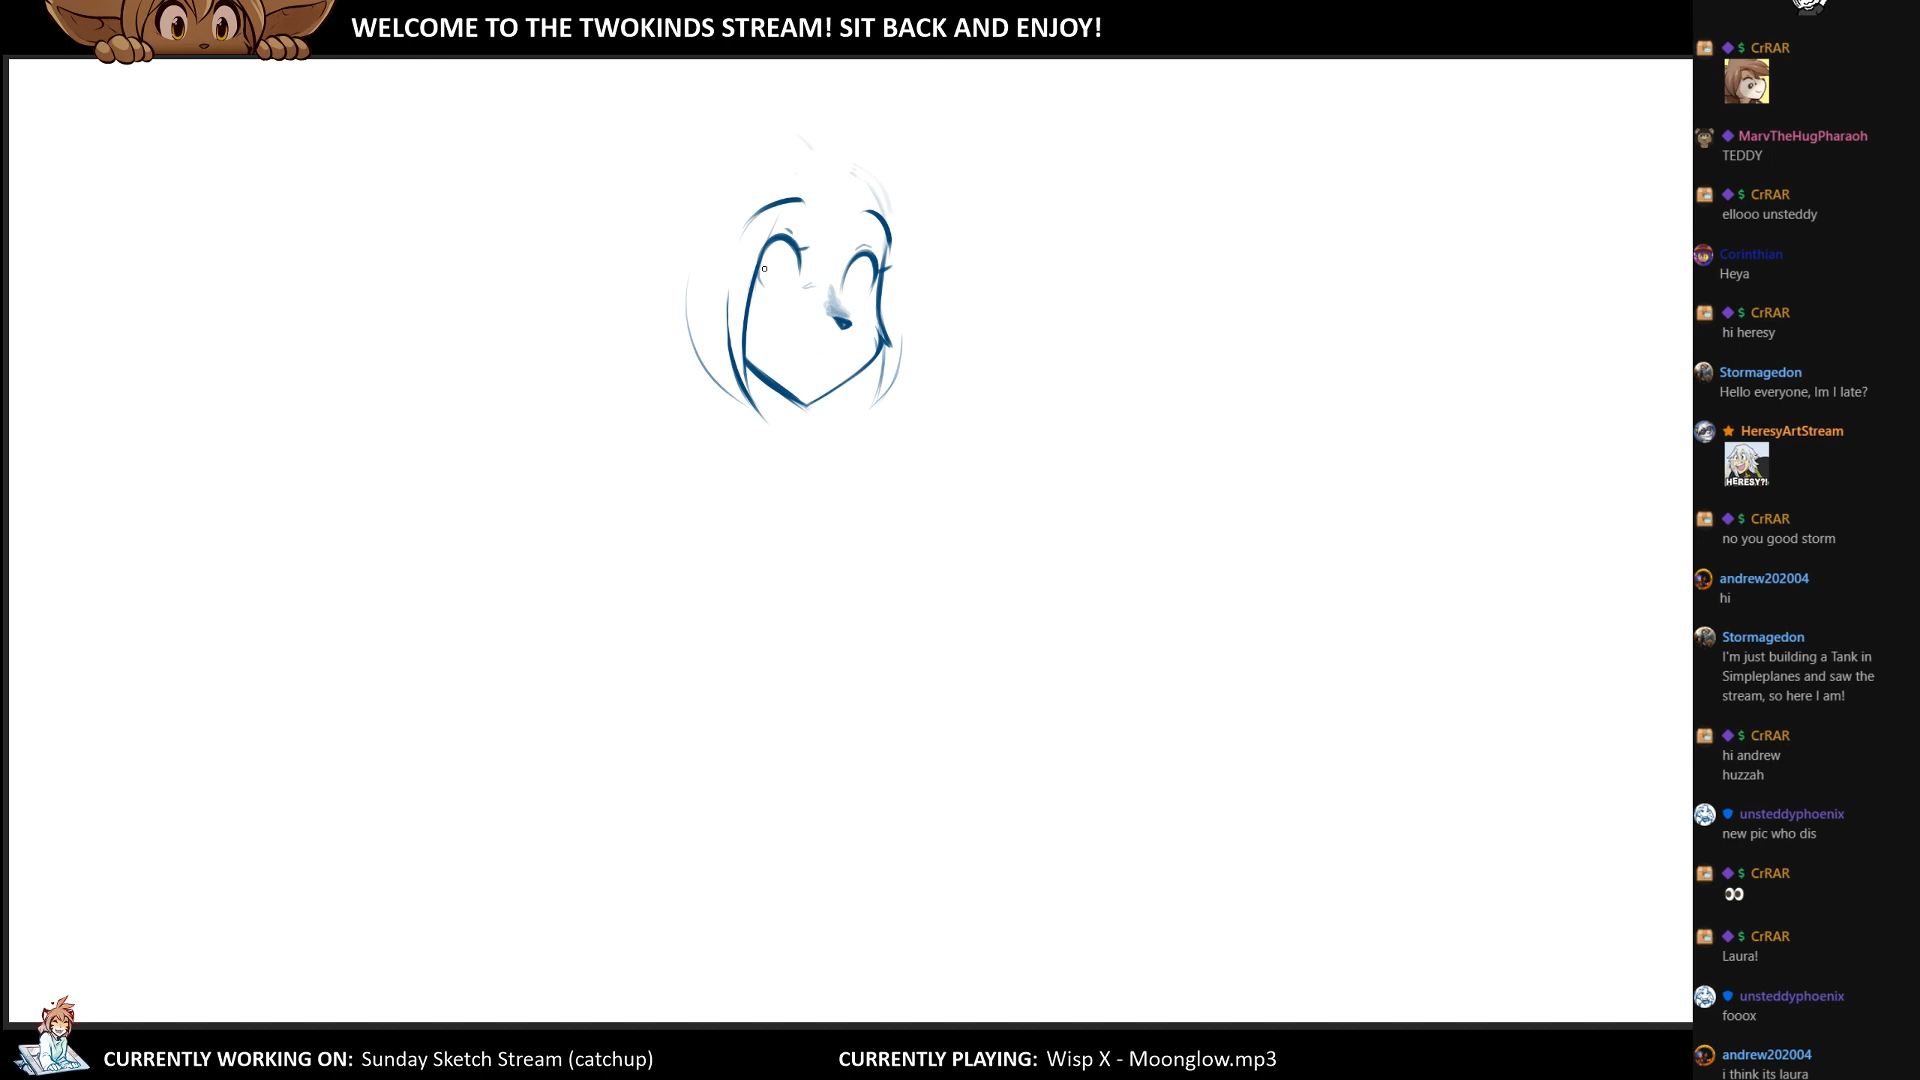 WELCOME TO THE TWOKINDS STREAM! SIT BACK AND ENJOY!
$ CrRAR
MarvTheHugPharaoh
TEDDY
$ CrRAR
ellooo unsteddy
Corinthian
Heya
$ CrRAR
hi heresy
Stormagedon
Hello everyone, Im I late?
HeresyArtStream
HERESY?!
$ CrRAR
no you good storm
andrew202004
hi
Stormagedon
I'm just building a Tank in
Simpleplanes and saw the
stream, so here I am!
$ CrRAR
hi andrew
huzzah
unsteddyphoenix
new pic who dis
$ CrRAR
$ CrRAR
Laura!
unsteddyphoenix
fooox
andrew202004
i think its laura
CURRENTLY WORKING ON: Sunday Sketch Stream (catchup)
CURRENTLY PLAYING: Wisp X - Moonglow.mp3